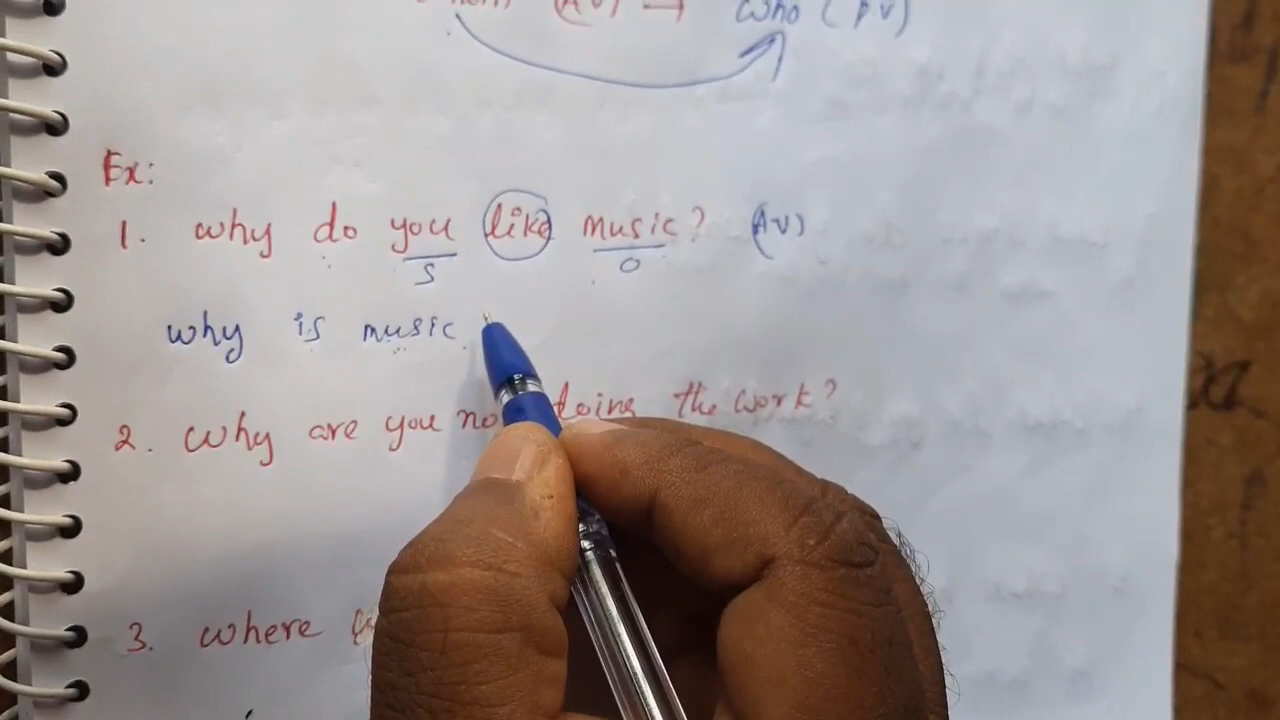 (AV) → who (PV)
Ex:
1. why do you like music? (AV)
S O
why is music
2. why are you doing the work?
3. where